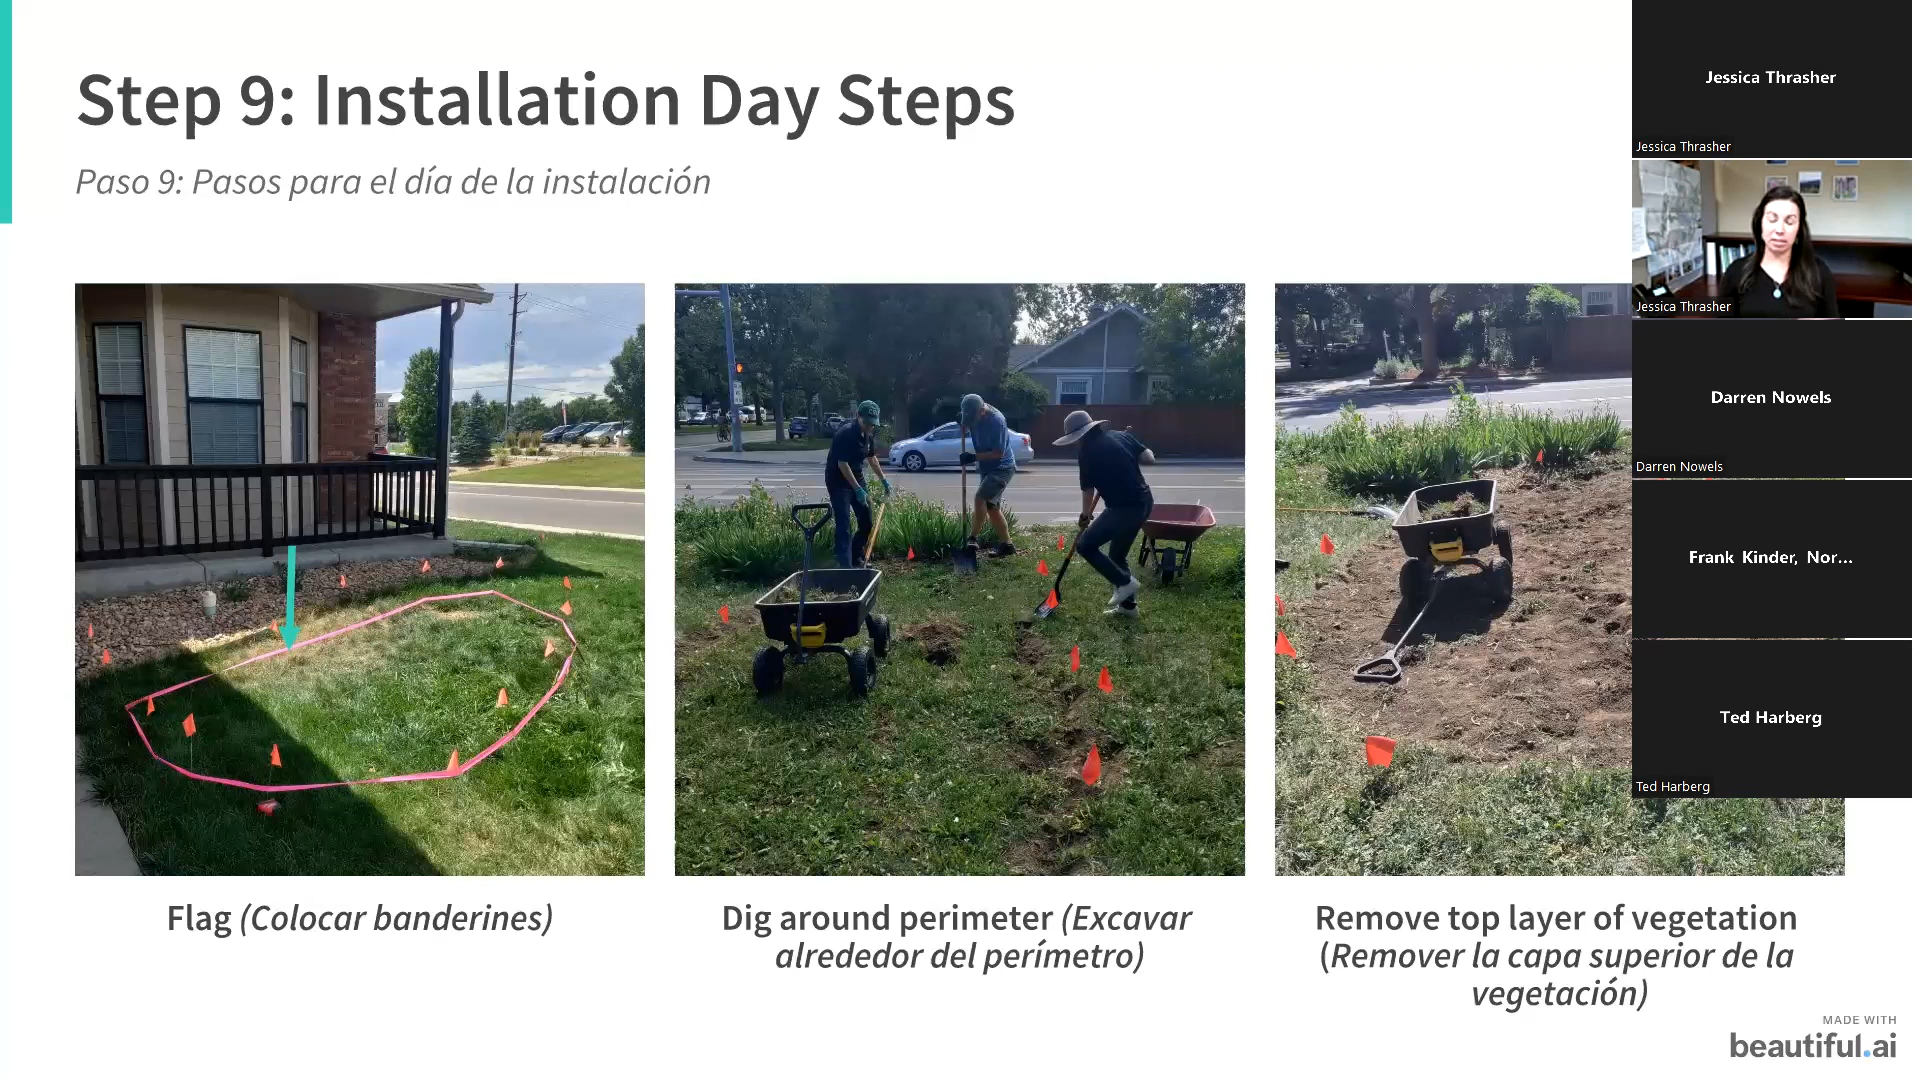 Step 9: Installation Day Steps
Paso 9: Pasos para el día de la instalación
Flag (Colocar banderines)
Dig around perimeter (Excavar
alrededor del perímetro)
Remove top layer of vegetation
(Remover la capa superior de la
vegetación)
MADE WITH
beautiful.ai
Jessica Thrasher
Jessica Thrasher
Jessica Thrasher
Darren Nowels
Darren Nowels
Frank Kinder, Nor...
Ted Harberg
Ted Harberg